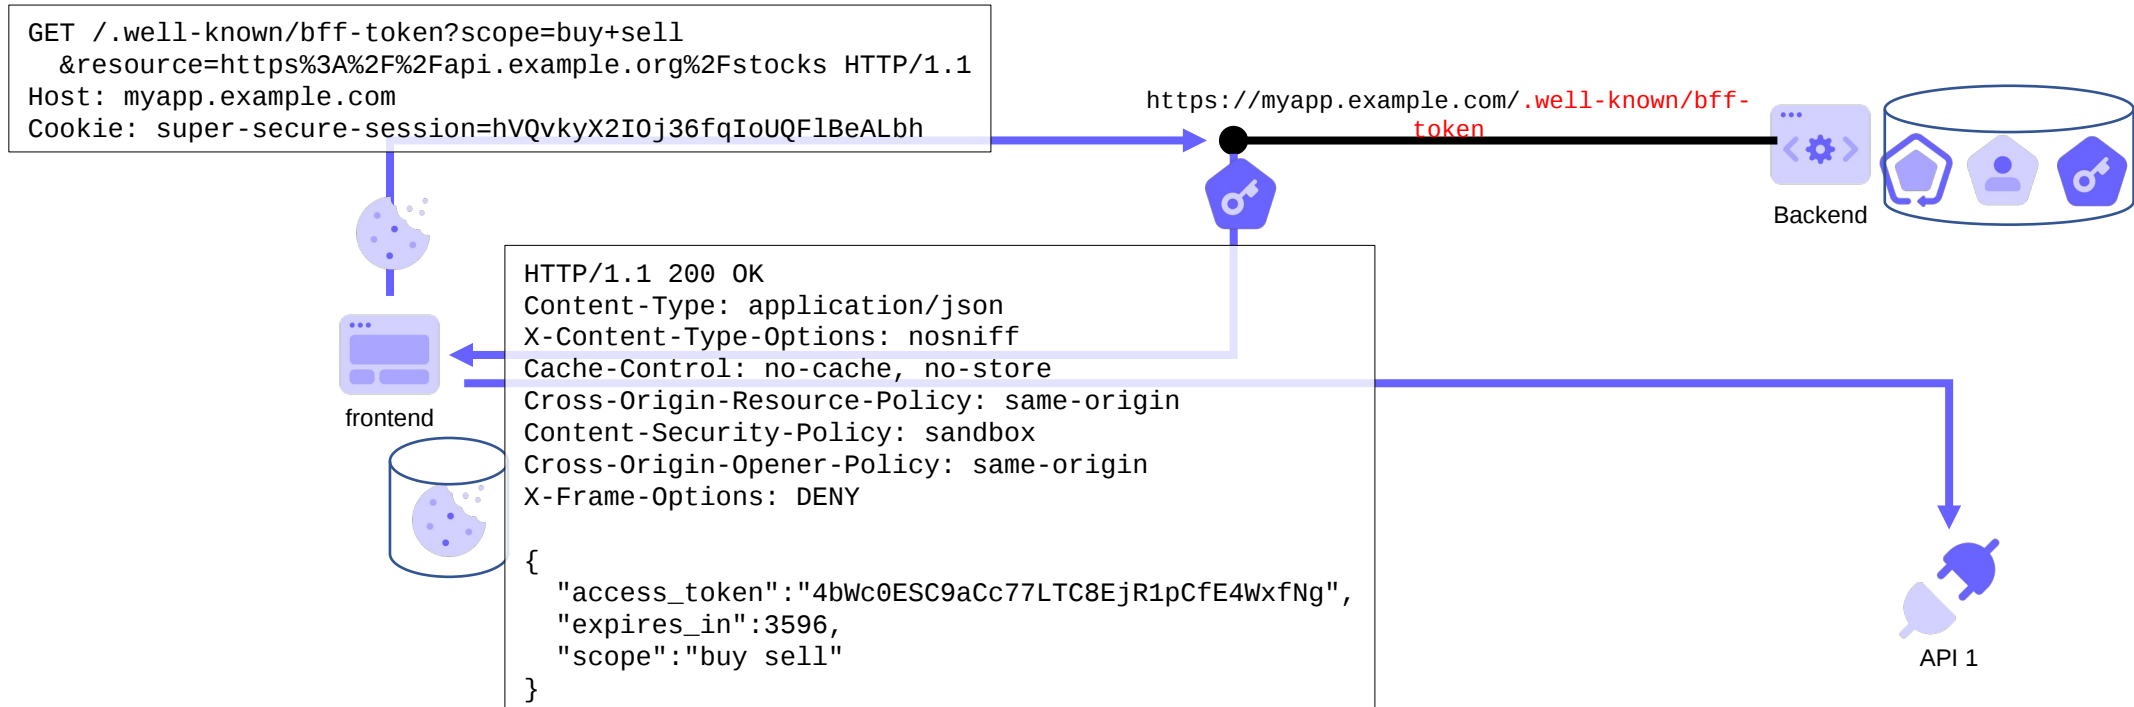 GET /.well-known/bff-token?scope=buy+sell
&resource=https%3A%2F%2Fapi.example.org%2Fstocks HTTP/1.1
Host: myapp.example.com
Cookie: super-secure-session=hVQvkyX2IOj36fqIoUQFlBeALbh
https://myapp.example.com/.well-known/bff-
token
Backend
HTTP/1.1 200 OK
Content-Type: application/json
X-Content-Type-Options: nosniff
Cache-Control: no-cache, no-store
Cross-Origin-Resource-Policy: same-origin
Content-Security-Policy: sandbox
Cross-Origin-Opener-Policy: same-origin
X-Frame-Options: DENY
{
"access_token":"4bWc0ESC9aCc77LTC8EjR1pCfE4WxfNg",
"expires_in":3596,
"scope":"buy sell"
}
frontend
API 1